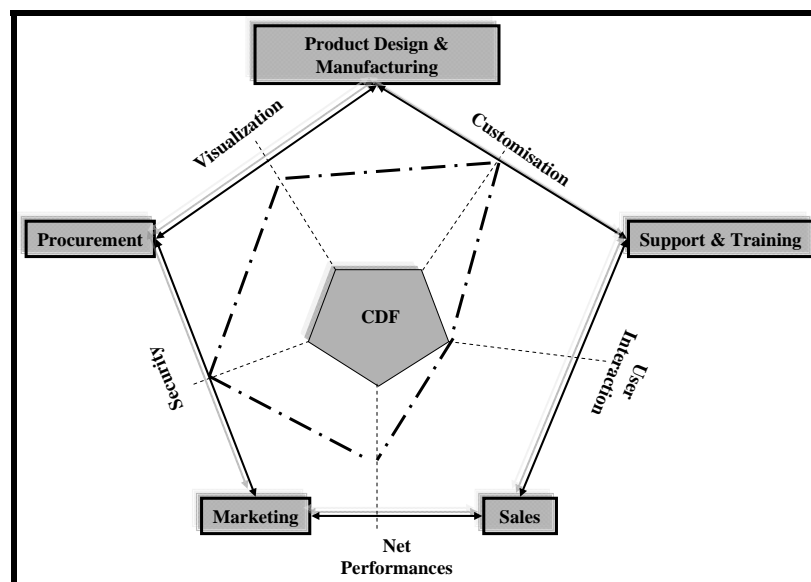 Product Design &
Manufacturing
Visualization
Customisation
Procurement
Support & Training
CDF
Security
User
Interaction
Marketing
Sales
Net
Performances